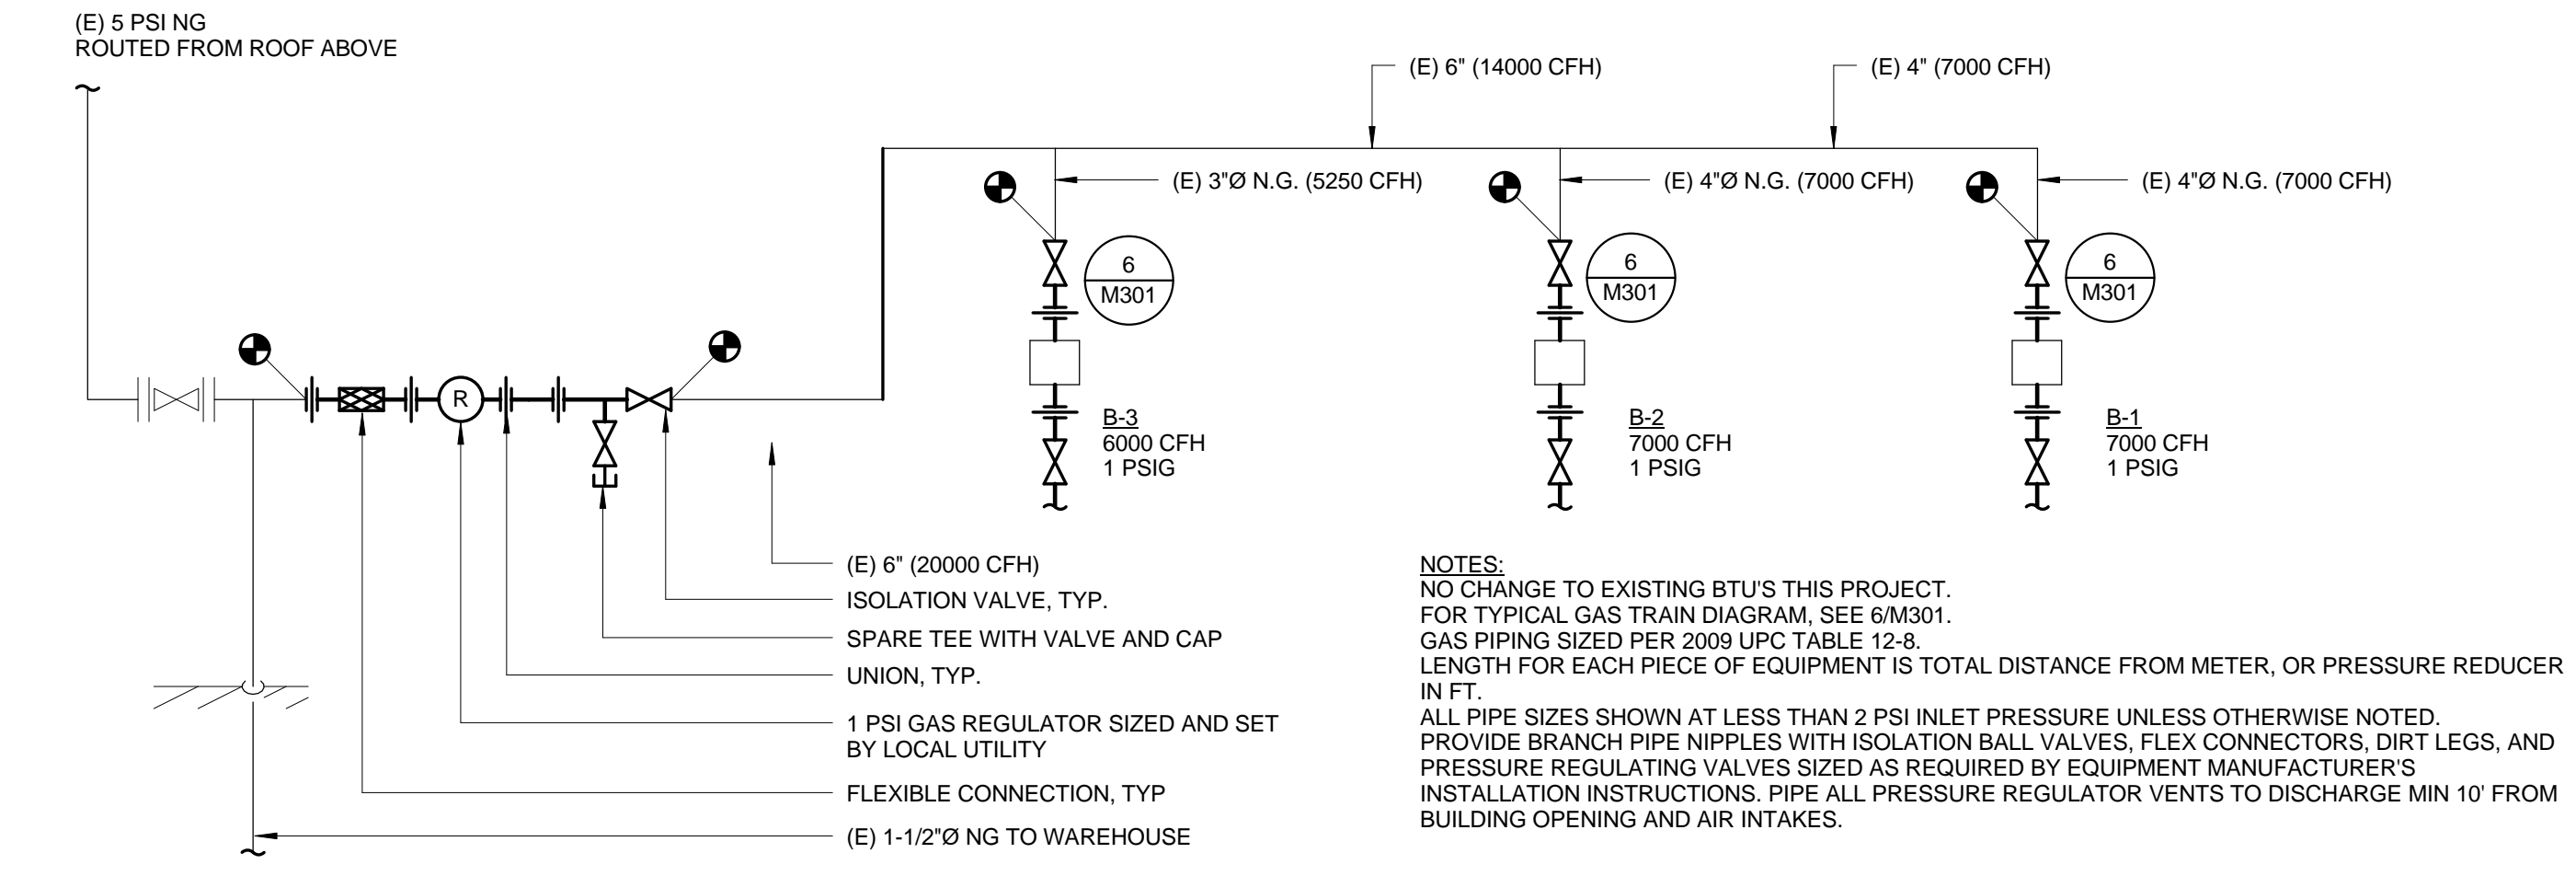 (E) 5 PSI NG
ROUTED FROM ROOF ABOVE
(E) 6" (14000 CFH)
(E) 4" (7000 CFH)
(E) 3"Ø N.G. (5250 CFH)
(E) 4"Ø N.G. (7000 CFH)
(E) 4"Ø N.G. (7000 CFH)
6
M301
6
M301
6
M301
R
B-3
6000 CFH
1 PSIG
B-2
7000 CFH
1 PSIG
B-1
7000 CFH
1 PSIG
(E) 6" (20000 CFH)
ISOLATION VALVE, TYP.
SPARE TEE WITH VALVE AND CAP
UNION, TYP.
1 PSI GAS REGULATOR SIZED AND SET
BY LOCAL UTILITY
FLEXIBLE CONNECTION, TYP
(E) 1-1/2"Ø NG TO WAREHOUSE
NOTES:
NO CHANGE TO EXISTING BTU'S THIS PROJECT.
FOR TYPICAL GAS TRAIN DIAGRAM, SEE 6/M301.
GAS PIPING SIZED PER 2009 UPC TABLE 12-8.
LENGTH FOR EACH PIECE OF EQUIPMENT IS TOTAL DISTANCE FROM METER, OR PRESSURE REDUCER
IN FT.
ALL PIPE SIZES SHOWN AT LESS THAN 2 PSI INLET PRESSURE UNLESS OTHERWISE NOTED.
PROVIDE BRANCH PIPE NIPPLES WITH ISOLATION BALL VALVES, FLEX CONNECTORS, DIRT LEGS, AND
PRESSURE REGULATING VALVES SIZED AS REQUIRED BY EQUIPMENT MANUFACTURER'S
INSTALLATION INSTRUCTIONS. PIPE ALL PRESSURE REGULATOR VENTS TO DISCHARGE MIN 10' FROM
BUILDING OPENING AND AIR INTAKES.